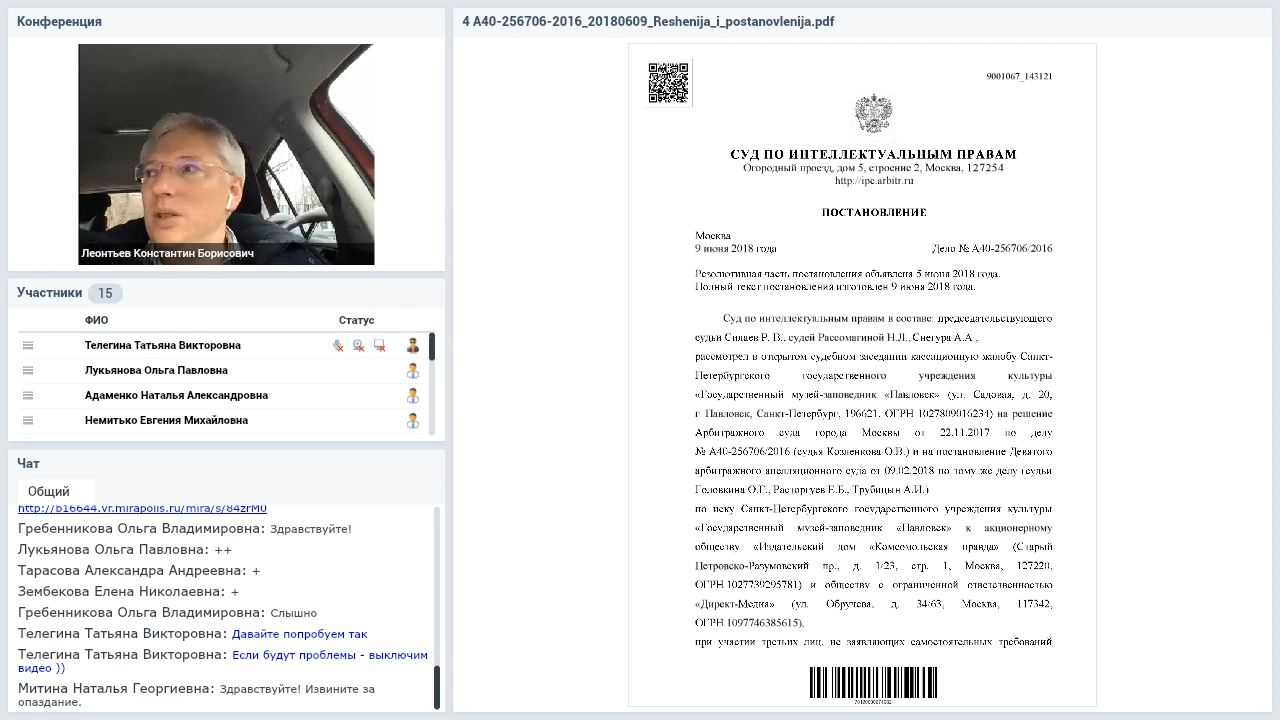 Конференция
Леонтьев Константин Борисович
Участники 15
ФИО Статус
Телегина Татьяна Викторовна
Лукьянова Ольга Павловна
Адаменко Наталья Александровна
Немитько Евгения Михайловна
Чат
Общий
http://b16644.vr.mirapolis.ru/mira/s/84zrM0
Гребенникова Ольга Владимировна: Здравствуйте!
Лукьянова Ольга Павловна: ++
Тарасова Александра Андреевна: +
Зембекова Елена Николаевна: +
Гребенникова Ольга Владимировна: Слышно
Телегина Татьяна Викторовна: Давайте попробуем так
Телегина Татьяна Викторовна: Если будут проблемы - выключим
видео ))
Митина Наталья Георгиевна: Здравствуйте! Извините за
опаздание.
4 A40-256706-2016_20180609_Reshenija_i_postanovlenija.pdf
9001067_143121
СУД ПО ИНТЕЛЛЕКТУАЛЬНЫМ ПРАВАМ
Огородный проезд, дом 5, строение 2, Москва, 127254
http://ipc.arbitr.ru
ПОСТАНОВЛЕНИЕ
Москва
9 июня 2018 года Дело № А40-256706/2016
Резолютивная часть постановления объявлена 5 июня 2018 года.
Полный текст постановления изготовлен 9 июня 2018 года.
Суд по интеллектуальным правам в составе: председательствующего
судьи Силаев Р. В., судей Рассомагиной Н.Л., Снегура А.А.,
рассмотрел в открытом судебном заседании кассационную жалобу Санкт-
Петербургского государственного учреждения культуры
«Государственный музей-заповедник «Павловск» (ул. Садовая, д. 20,
г. Павловск, Санкт-Петербург, 196621, ОГРН 1027809016234) на решение
Арбитражного суда города Москвы от 22.11.2017 по делу
№ А40-256706/2016 (судья Козленкова О.В.) и на постановление Девятого
арбитражного апелляционного суда от 09.02.2018 по тому же делу (судьи
Головкина О.Г., Расторгуев Е.Б., Трубицын А.И.)
по иску Санкт-Петербургского государственного учреждения культуры
«Государственный музей-заповедник «Павловск» к акционерному
обществу «Издательский дом «Комсомольская правда» (Старый
Петровско-Разумовский пр., д. 1/23, стр. 1, Москва, 127220,
ОГРН 1027739295781) и обществу с ограниченной ответственностью
«Директ-Медиа» (ул. Обручева, д. 34/63, Москва, 117342,
ОГРН 1097746385615),
при участии третьих лиц, не заявляющих самостоятельных требований